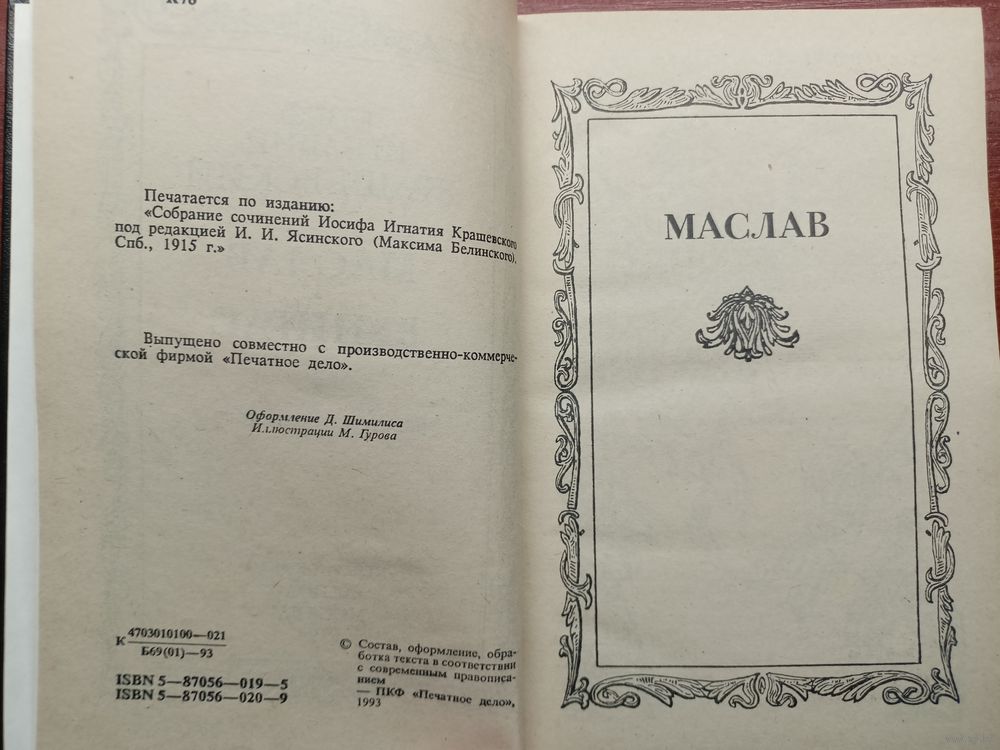 К78
Печатается по изданию:
«Собрание сочинений Иосифа Игнатия Крашевского
под редакцией И. И. Ясинского (Максима Белинского).
Спб., 1915 г.»
Выпущено совместно с производственно-коммерче-
ской фирмой «Печатное дело».
Оформление Д. Шимилиса
Иллюстрации М. Гурова
К 4703010100—021
Б69(01)—93
ISBN 5—87056—019—5
ISBN 5—87056—020—9
© Состав, оформление, обра-
ботка текста в соответствии
с современным правописа-
нием
— ПКФ «Печатное дело»,
1993
МАСЛАВ